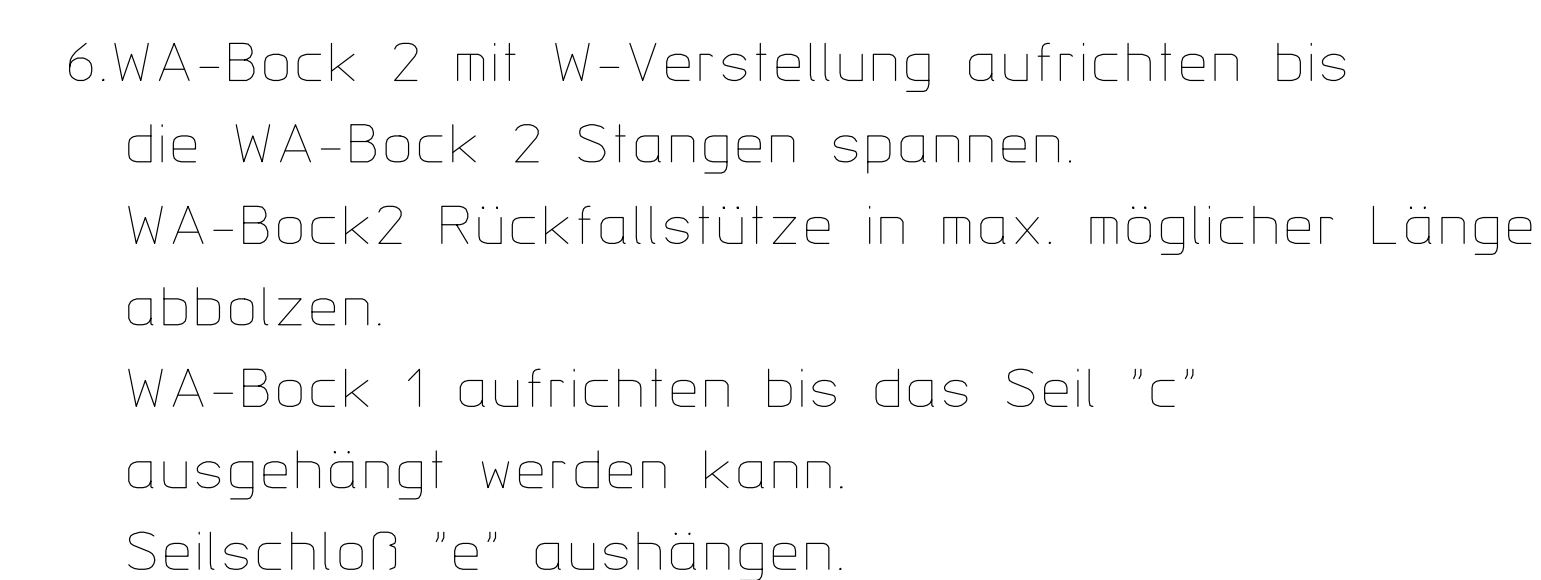 6.WA-Bock 2 mit W-Verstellung aufrichten bis
die WA-Bock 2 Stangen spannen.
WA-Bock2 Rückfallstütze in max. möglicher Länge
abbolzen.
WA-Bock 1 aufrichten bis das Seil "c"
ausgehängt werden kann.
Seilschloß "e" aushängen.